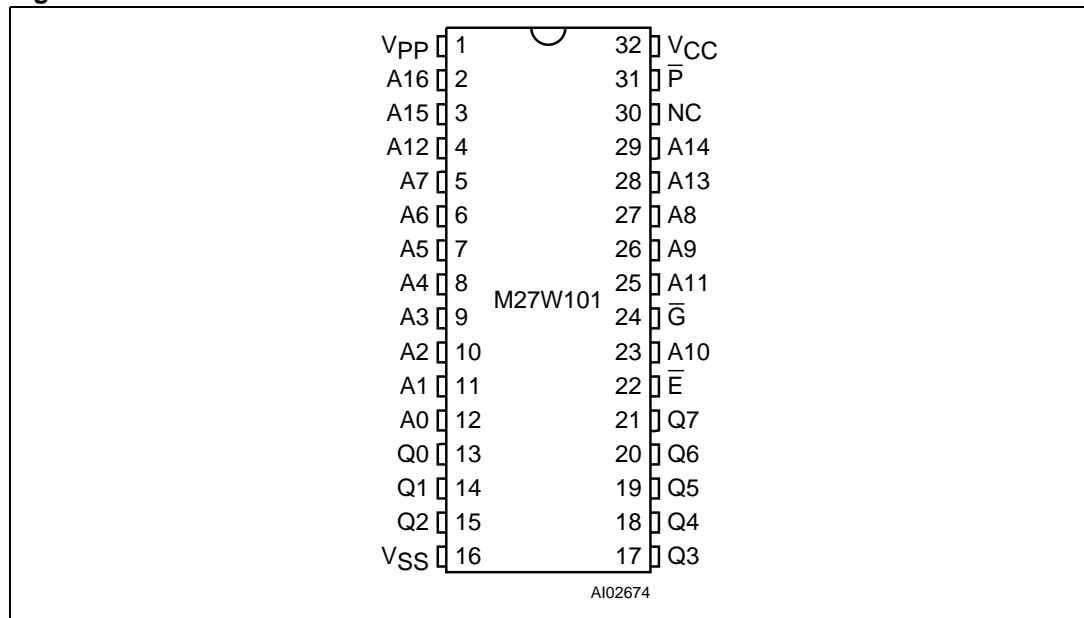 VPP 1 32 VCC
A16 2 31 P̅
A15 3 30 NC
A12 4 29 A14
A7 5 28 A13
A6 6 27 A8
A5 7 26 A9
A4 8 25 A11
M27W101
A3 9 24 G̅
A2 10 23 A10
A1 11 22 E̅
A0 12 21 Q7
Q0 13 20 Q6
Q1 14 19 Q5
Q2 15 18 Q4
VSS 16 17 Q3
AI02674